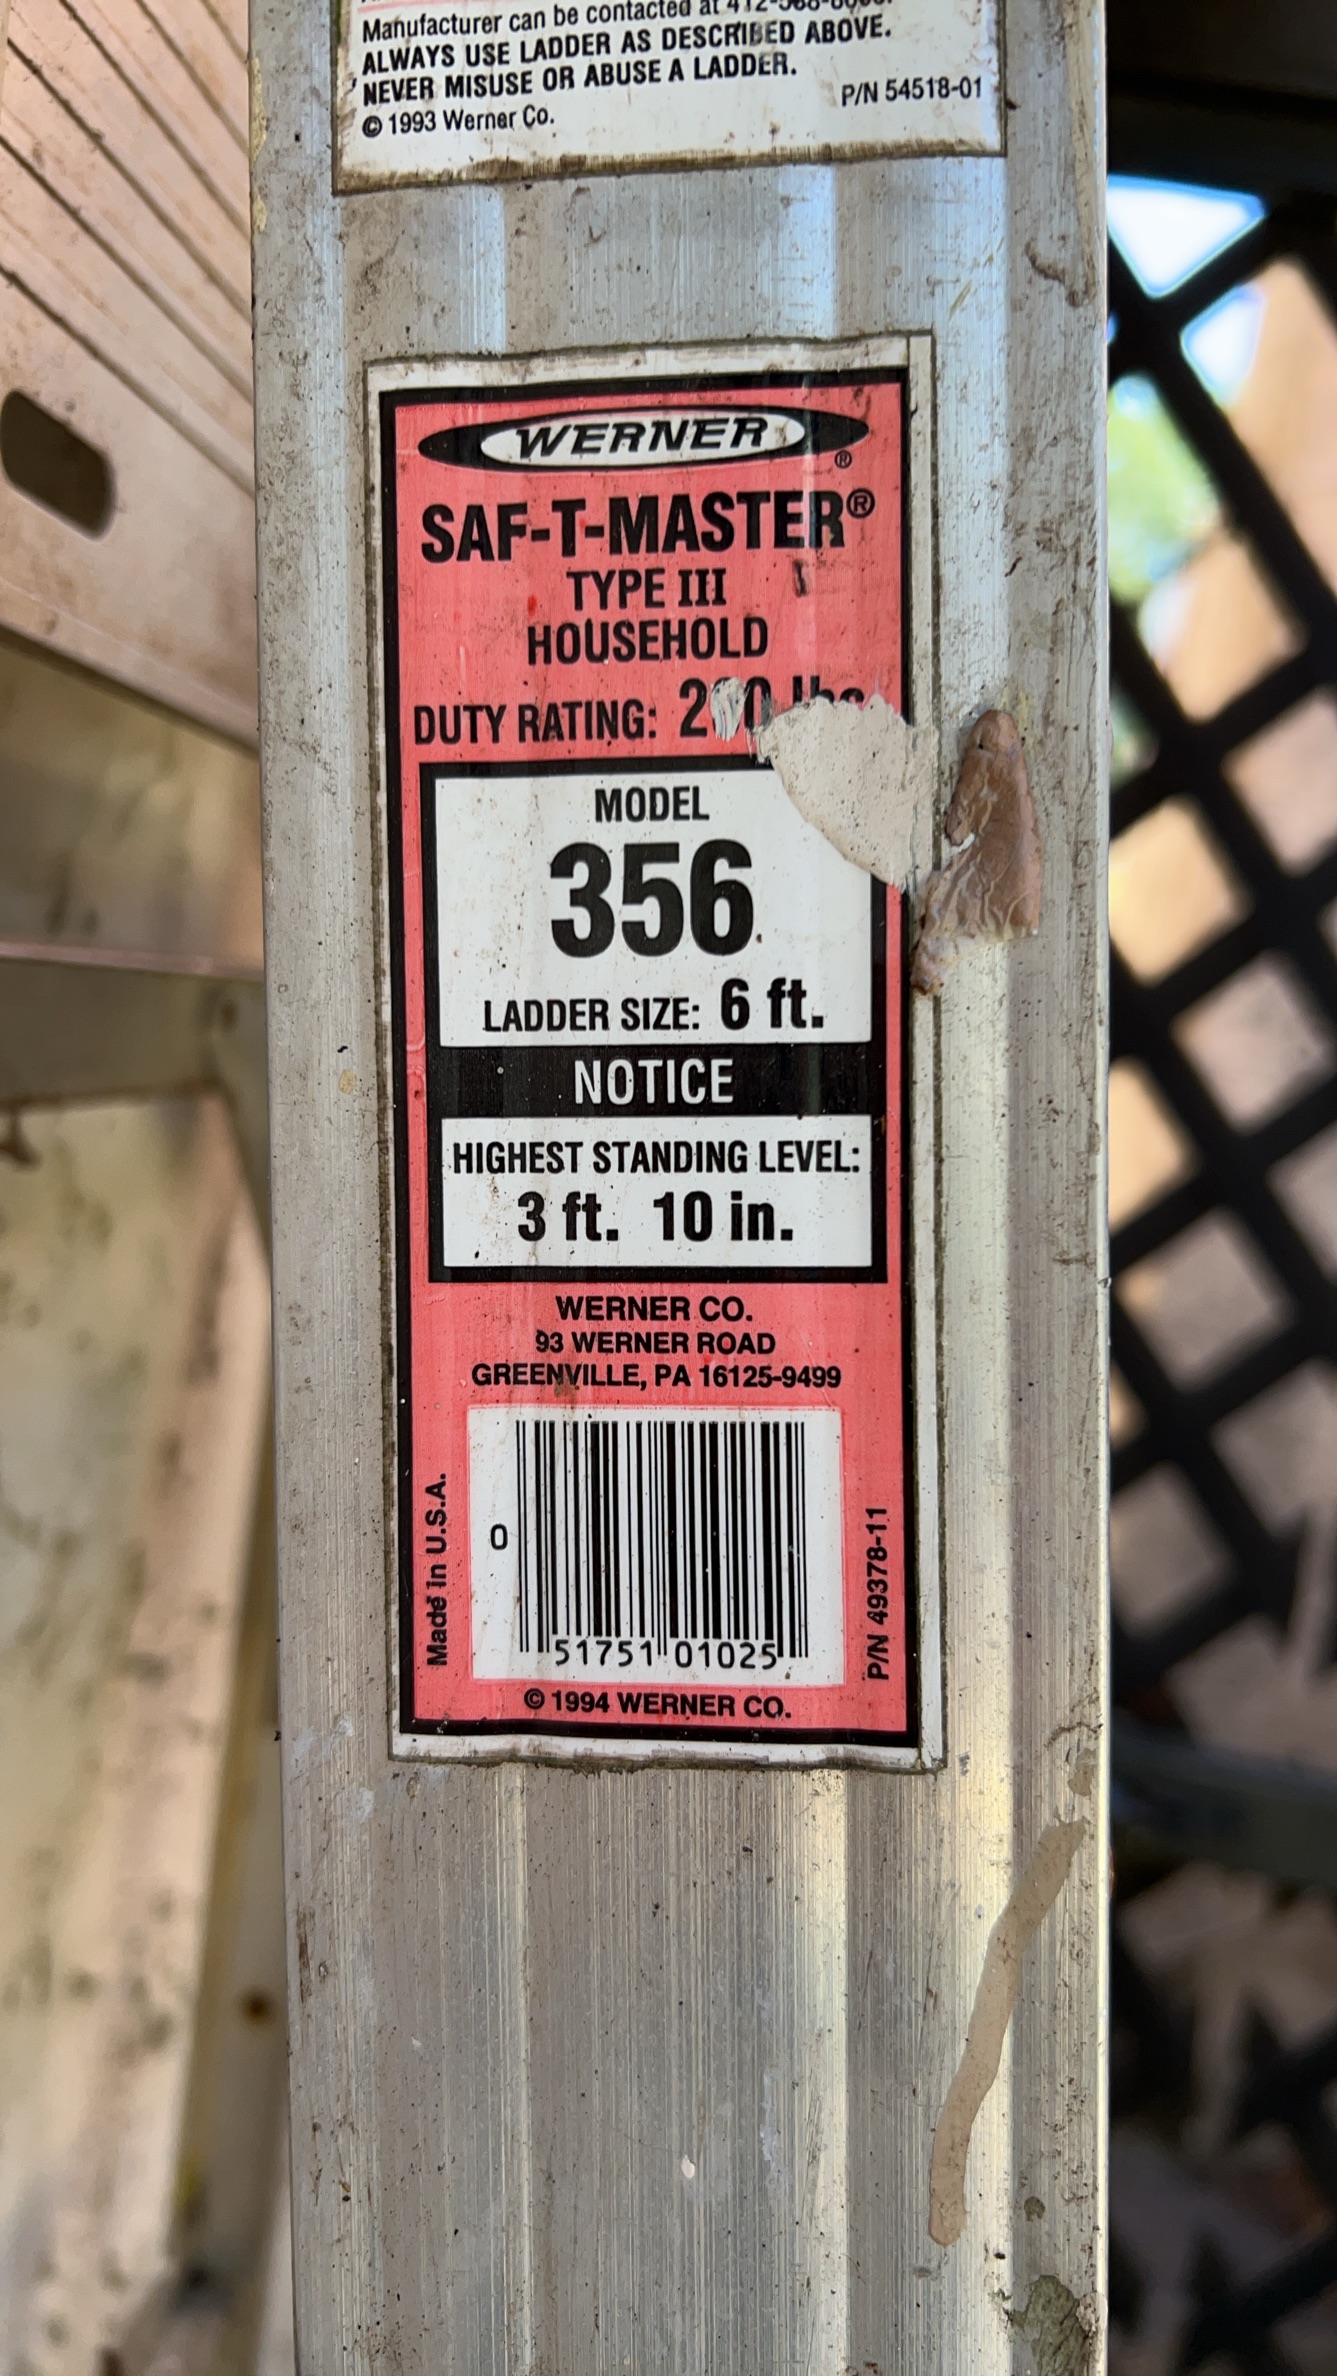 Manufacturer can be contacted at
ALWAYS USE LADDER AS DESCRIBED ABOVE.
NEVER MISUSE OR ABUSE A LADDER.
P/N 54518-01
© 1993 Werner Co.
WERNER®
SAF-T-MASTER®
TYPE III
HOUSEHOLD
DUTY RATING:
MODEL
356
LADDER SIZE: 6 ft.
NOTICE
HIGHEST STANDING LEVEL:
3 ft. 10 in.
WERNER CO.
93 WERNER ROAD
GREENVILLE, PA 16125-9499
Made in U.S.A.
0
51751 01025
P/N 49378-11
© 1994 WERNER CO.